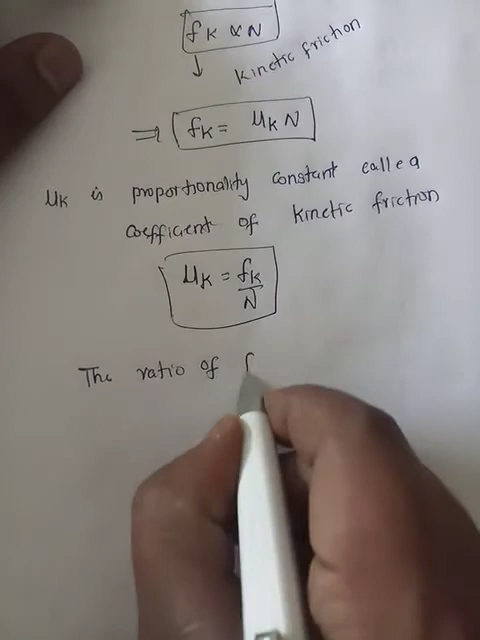 fK ∝ N
↓ Kinetic friction
⇒ fK = μK N
μK is proportionality constant called
coefficient of kinetic friction
μK = fK/N
The ratio of f